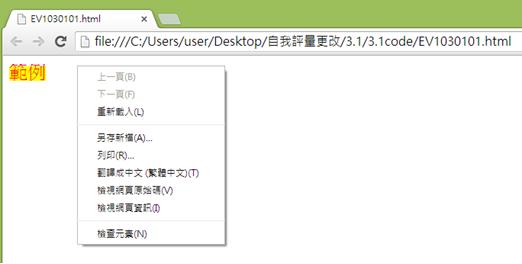 EV1030101.html
file:///C:/Users/user/Desktop/自我評量更改/3.1/3.1code/EV1030101.html
範例
上一頁(B)
下一頁(F)
重新載入(L)
另存新檔(A)...
列印(R)...
翻譯成中文 (繁體中文)(T)
檢視網頁原始碼(V)
檢視網頁資訊(I)
檢查元素(N)